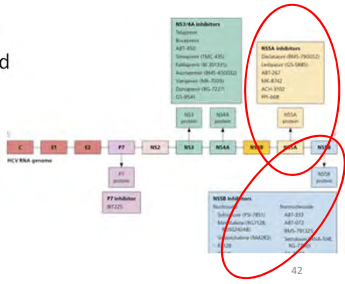 d
NS3/4A inhibitors
Telaprevir
Boceprevir
ABT-450
Simeprevir (TMC-435)
Faldaprevir (BI 201335)
Asunaprevir (BMS-650032)
Vaniprevir (MK-7009)
Danoprevir (RG-7227)
GS-9541
NS5A inhibitors
Daclatasvir (BMS-790052)
Ledipasvir (GS-5885)
ABT-267
MK-8742
ACH-3102
PPI-668
NS3
protein
NS4A
protein
NS5A
protein
C
E1
E2
P7
NS2
NS3
NS4A
NS4B
NS5A
NS5B
HCV RNA genome
P7
protein
NS5B
protein
P7 inhibitor
BIT225
NS5B inhibitors
ABT-333
ABT-072
BMS-791325
42